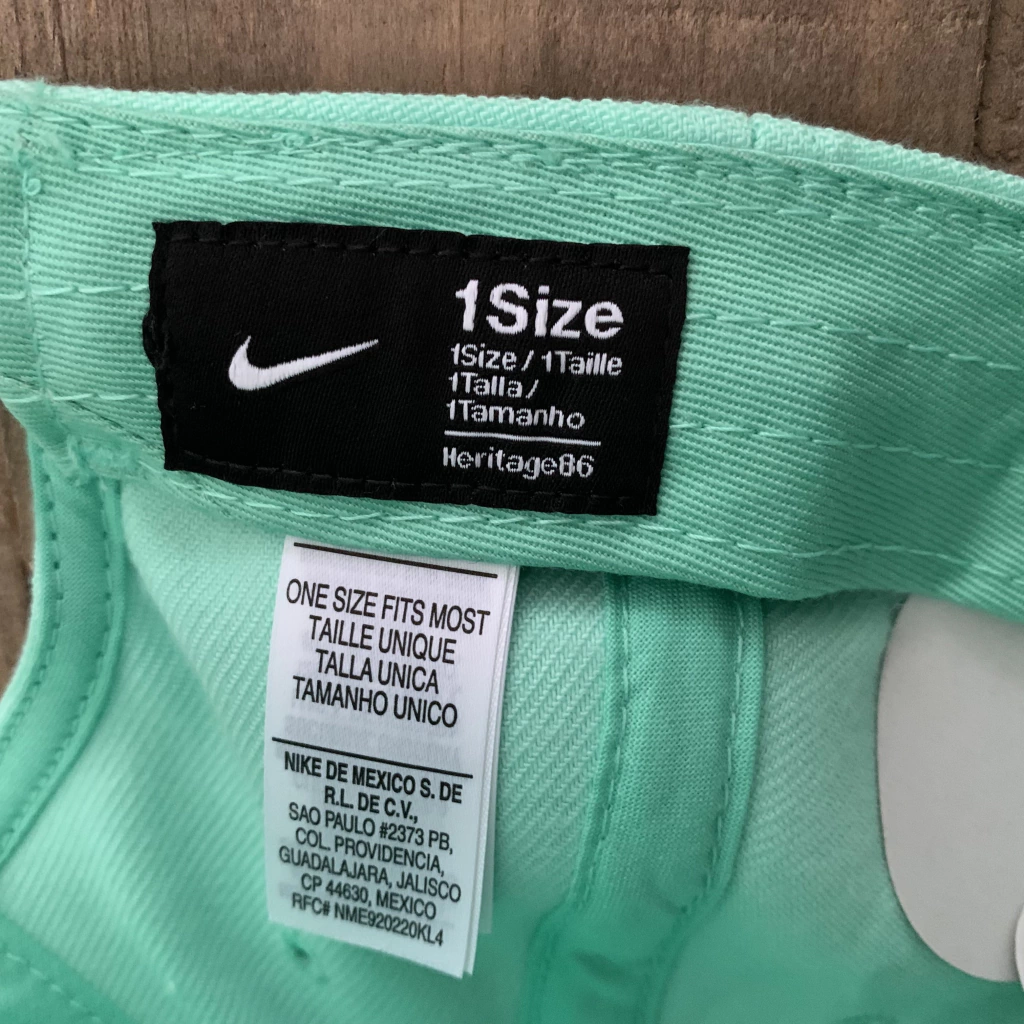 1Size
1Size / 1Taille
1Talla /
1Tamanho
Heritage86
ONE SIZE FITS MOST
TAILLE UNIQUE
TALLA UNICA
TAMANHO UNICO
NIKE DE MEXICO S. DE
R.L. DE C.V.,
SAO PAULO #2373 PB,
COL. PROVIDENCIA,
GUADALAJARA, JALISCO
CP 44630, MEXICO
RFC# NME920220KL4